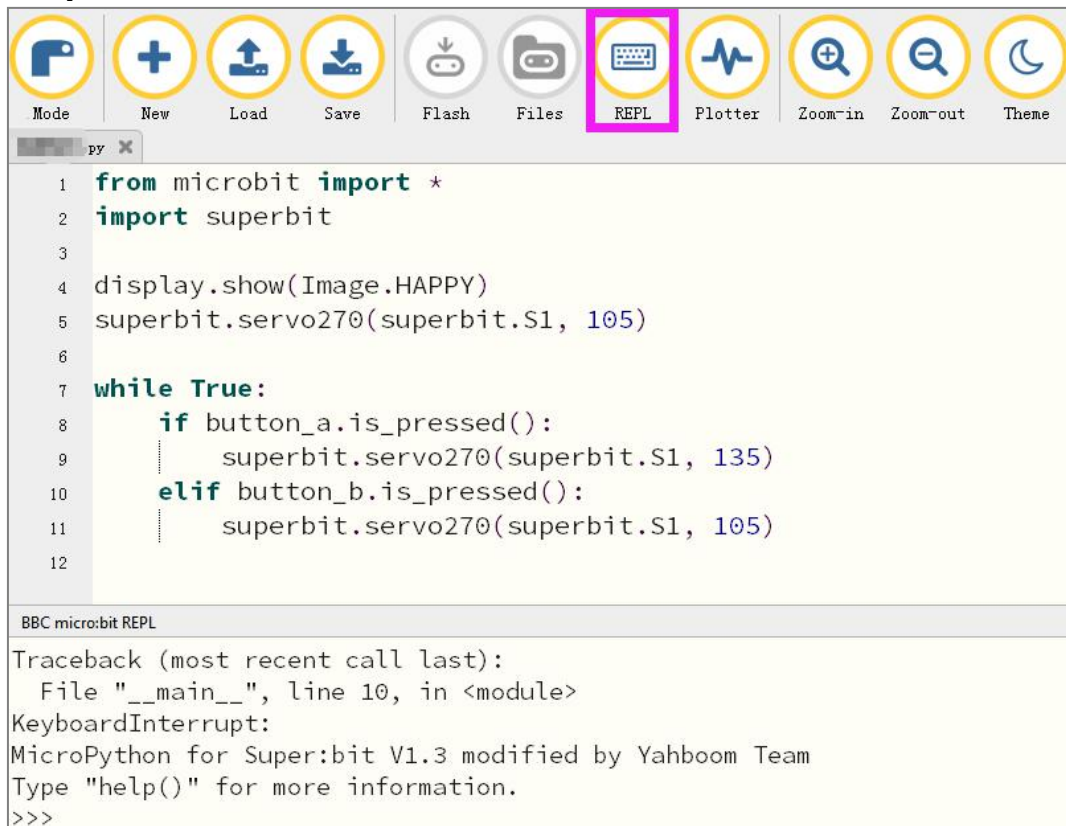 Mode New Load Save Flash Files REPL Plotter Zoom-in Zoom-out Theme
py
1 from microbit import *
2 import superbit
3
4 display.show(Image.HAPPY)
5 superbit.servo270(superbit.S1, 105)
6
7 while True:
8     if button_a.is_pressed():
9         superbit.servo270(superbit.S1, 135)
10     elif button_b.is_pressed():
11         superbit.servo270(superbit.S1, 105)
12
BBC micro:bit REPL
Traceback (most recent call last):
  File "__main__", line 10, in <module>
KeyboardInterrupt:
MicroPython for Super:bit V1.3 modified by Yahboom Team
Type "help()" for more information.
>>>